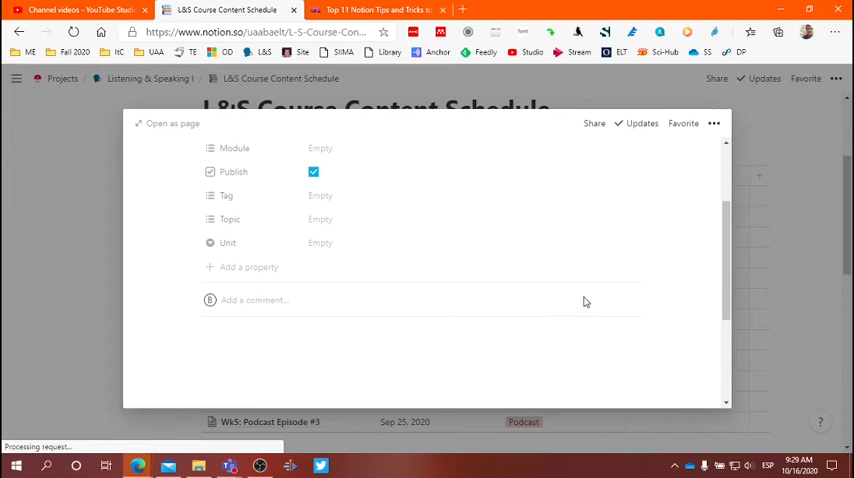 Channel videos - YouTube Studio
L&S Course Content Schedule
Top 11 Notion Tips and Tricks to
https://www.notion.so/uaabaelt/L-S-Course-Con...
ME
Fall 2020
ItC
UAA
TE
OD
L&S
Site
SIIMA
Library
Anchor
Feedly
Studio
Stream
ELT
Sci-Hub
SS
DP
Projects / Listening & Speaking I / L&S Course Content Schedule
Share
Updates
Favorite
L&S Course Content Schedule
Open as page
Share
Updates
Favorite
Module Empty
Publish
Tag Empty
Topic Empty
Unit Empty
Add a property
B Add a comment...
Wk5: Podcast Episode #3 Sep 25, 2020 Podcast
?
Processing request...
ESP
9:29 AM
10/16/2020